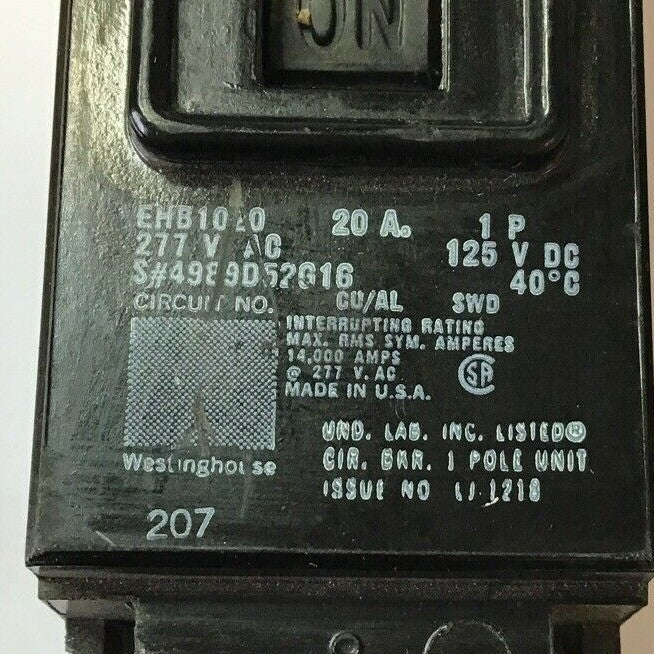 ON
EHB1020 20 A. 1 P
277 V AC 125 V DC
S#4989D52G16 40°C
CIRCUIT NO. CU/AL SWD
INTERRUPTING RATING
MAX. RMS SYM. AMPERES
14,000 AMPS
@ 277 V. AC
MADE IN U.S.A.
SA
UND. LAB. INC. LISTED®
CIR. BKR. 1 POLE UNIT
ISSUE NO
Westinghouse
207